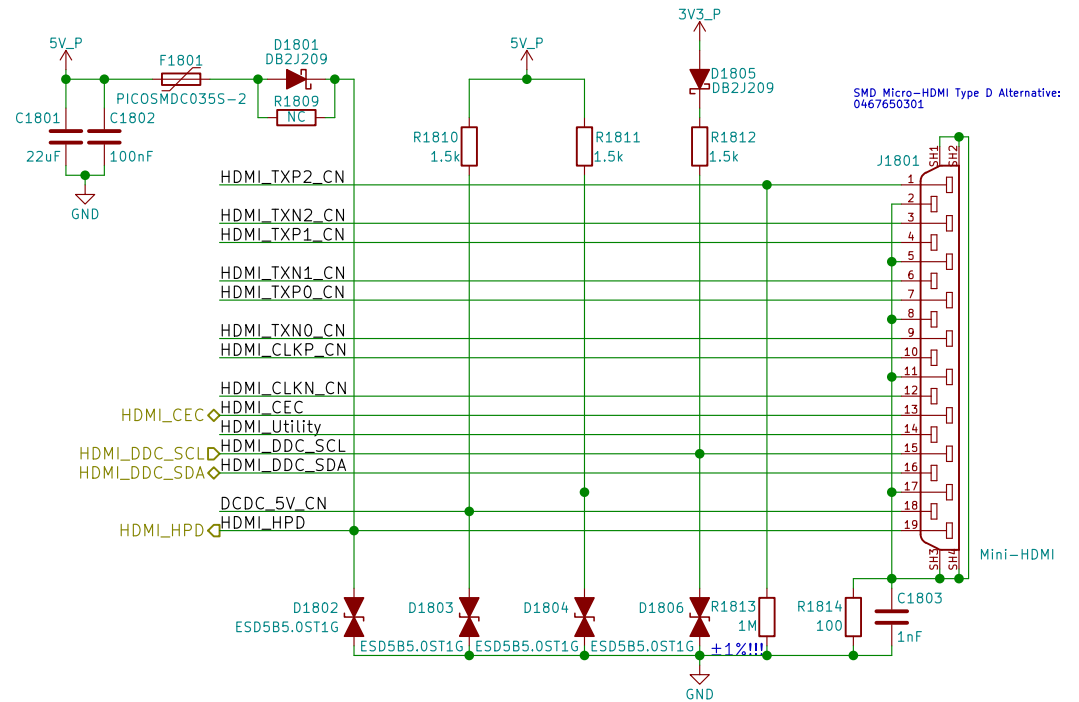 3V3_P
5V_P
D1801
DB2J209
5V_P
F1801
D1805
DB2J209
SMD Micro-HDMI Type D Alternative:
0467650301
PICOSMDC035S-2
R1809
NC
C1801
22uF
C1802
100nF
R1810
1.5k
R1811
1.5k
R1812
1.5k
SH1
SH2
J1801
GND
HDMI_TXP2_CN
1
2
HDMI_TXN2_CN
3
HDMI_TXP1_CN
4
5
HDMI_TXN1_CN
6
HDMI_TXP0_CN
7
8
HDMI_TXN0_CN
9
HDMI_CLKP_CN
10
11
HDMI_CLKN_CN
12
HDMI_CEC
HDMI_CEC
13
HDMI_Utility
14
HDMI_DDC_SCL
HDMI_DDC_SCL
15
HDMI_DDC_SDA
HDMI_DDC_SDA
16
17
DCDC_5V_CN
18
HDMI_HPD
HDMI_HPD
19
SH3
SH4
Mini-HDMI
D1802
ESD5B5.0ST1G
D1803
ESD5B5.0ST1G
D1804
ESD5B5.0ST1G
D1806
ESD5B5.0ST1G
R1813
1M
±1%!!!
R1814
100
C1803
1nF
GND